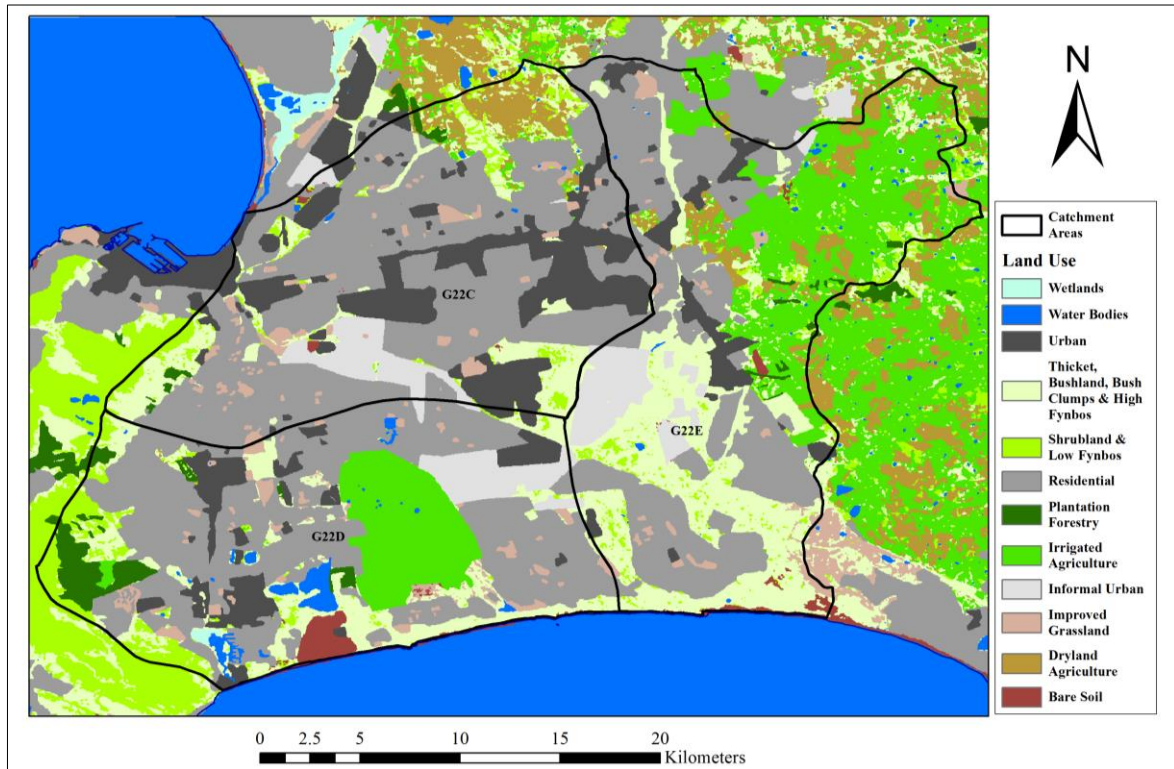 N
G22C
G22E
G22D
Catchment
Areas
Land Use
Wetlands
Water Bodies
Urban
Thicket,
Bushland, Bush
Clumps & High
Fynbos
Shrubland &
Low Fynbos
Residential
Plantation
Forestry
Irrigated
Agriculture
Informal Urban
Improved
Grassland
Dryland
Agriculture
Bare Soil
0 2.5 5 10 15 20
Kilometers